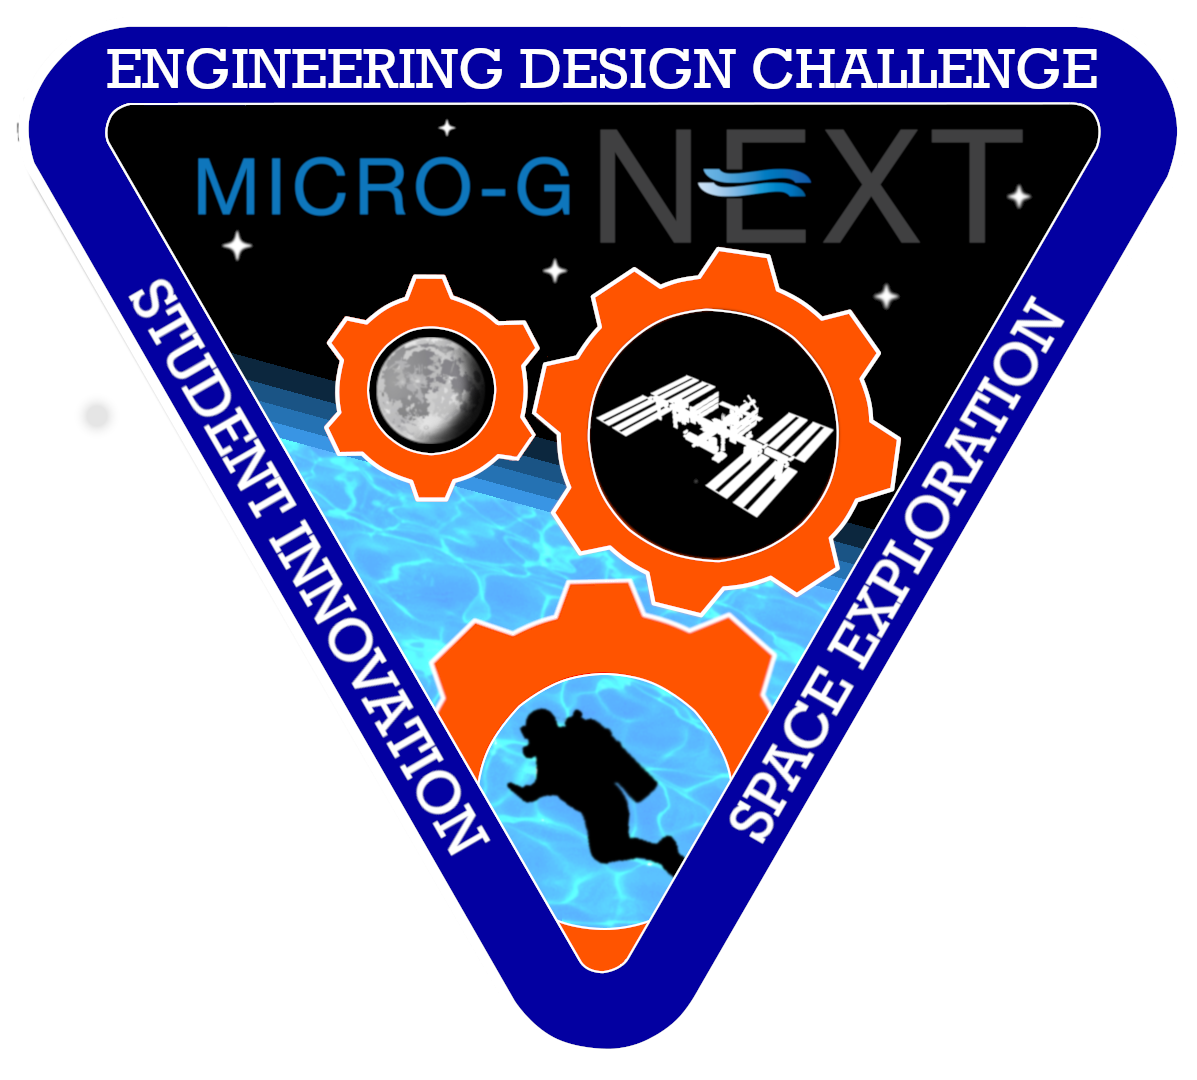 ENGINEERING DESIGN CHALLENGE
MICRO-G NEXT
STUDENT INNOVATION
SPACE EXPLORATION